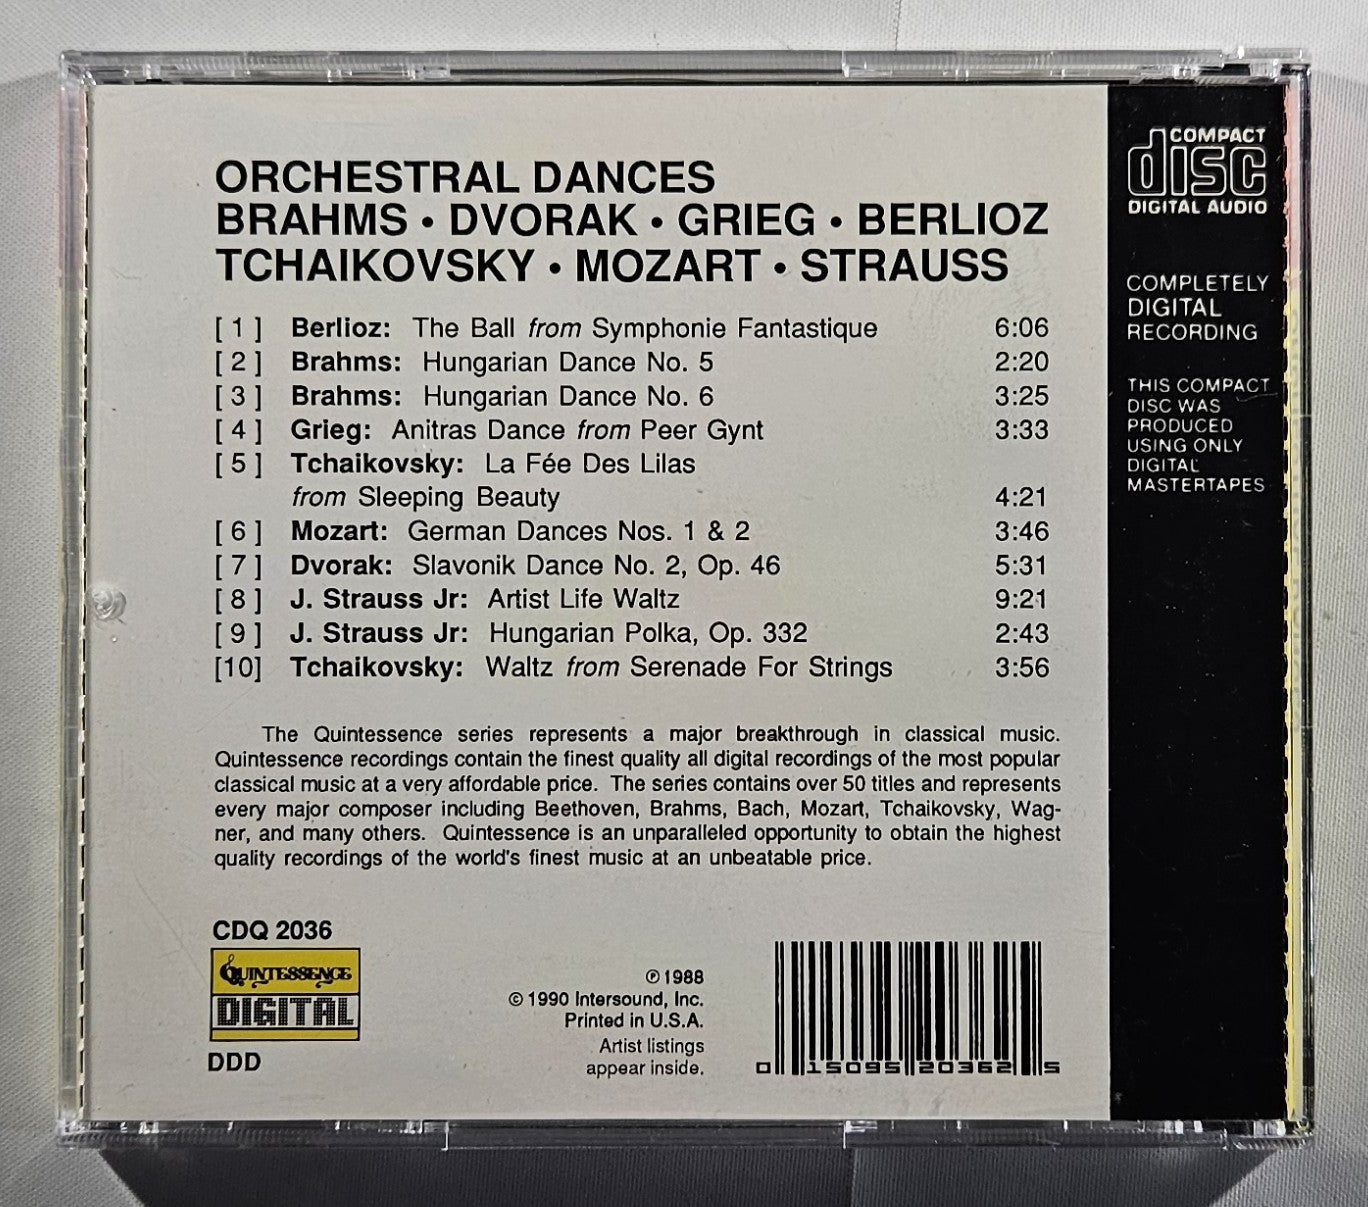 ORCHESTRAL DANCES
BRAHMS • DVORAK • GRIEG • BERLIOZ
TCHAIKOVSKY • MOZART • STRAUSS
[ 1 ] Berlioz: The Ball from Symphonie Fantastique 6:06
[ 2 ] Brahms: Hungarian Dance No. 5 2:20
[ 3 ] Brahms: Hungarian Dance No. 6 3:25
[ 4 ] Grieg: Anitras Dance from Peer Gynt 3:33
[ 5 ] Tchaikovsky: La Fée Des Lilas
from Sleeping Beauty 4:21
[ 6 ] Mozart: German Dances Nos. 1 & 2 3:46
[ 7 ] Dvorak: Slavonik Dance No. 2, Op. 46 5:31
[ 8 ] J. Strauss Jr: Artist Life Waltz 9:21
[ 9 ] J. Strauss Jr: Hungarian Polka, Op. 332 2:43
[10] Tchaikovsky: Waltz from Serenade For Strings 3:56
The Quintessence series represents a major breakthrough in classical music.
Quintessence recordings contain the finest quality all digital recordings of the most popular
classical music at a very affordable price. The series contains over 50 titles and represents
every major composer including Beethoven, Brahms, Bach, Mozart, Tchaikovsky, Wag-
ner, and many others. Quintessence is an unparalleled opportunity to obtain the highest
quality recordings of the world's finest music at an unbeatable price.
CDQ 2036
QUINTESSENCE
DIGITAL
DDD
℗ 1988
© 1990 Intersound, Inc.
Printed in U.S.A.
Artist listings
appear inside.
0 15095 20362 5
COMPACT
disc
DIGITAL AUDIO
COMPLETELY
DIGITAL
RECORDING
THIS COMPACT
DISC WAS
PRODUCED
USING ONLY
DIGITAL
MASTERTAPES